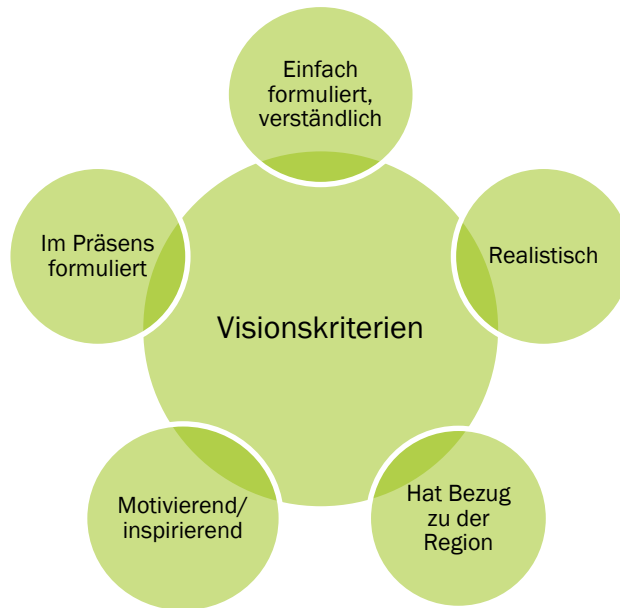 Einfach
formuliert,
verständlich
Im Präsens
formuliert
Realistisch
Visionskriterien
Motivierend/
inspirierend
Hat Bezug
zu der
Region